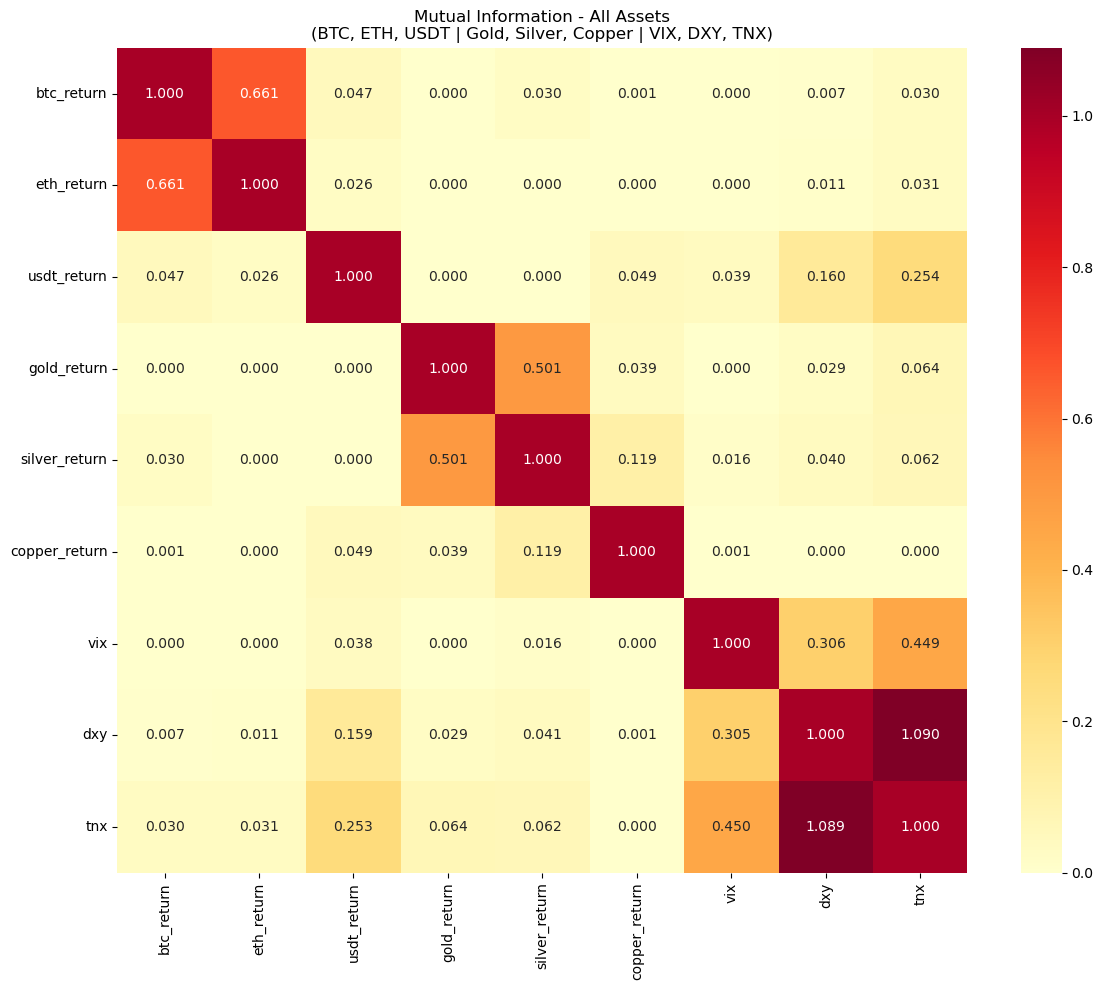 Mutual Information - All Assets
(BTC, ETH, USDT | Gold, Silver, Copper | VIX, DXY, TNX)
btc_return 1.000 0.661 0.047 0.000 0.030 0.001 0.000 0.007 0.030
eth_return 0.661 1.000 0.026 0.000 0.000 0.000 0.000 0.011 0.031
usdt_return 0.047 0.026 1.000 0.000 0.000 0.049 0.039 0.160 0.254
gold_return 0.000 0.000 0.000 1.000 0.501 0.039 0.000 0.029 0.064
silver_return 0.030 0.000 0.000 0.501 1.000 0.119 0.016 0.040 0.062
copper_return 0.001 0.000 0.049 0.039 0.119 1.000 0.001 0.000 0.000
vix 0.000 0.000 0.038 0.000 0.016 0.000 1.000 0.306 0.449
dxy 0.007 0.011 0.159 0.029 0.041 0.001 0.305 1.000 1.090
tnx 0.030 0.031 0.253 0.064 0.062 0.000 0.450 1.089 1.000
btc_return eth_return usdt_return gold_return silver_return copper_return vix dxy tnx
1.0
0.8
0.6
0.4
0.2
0.0